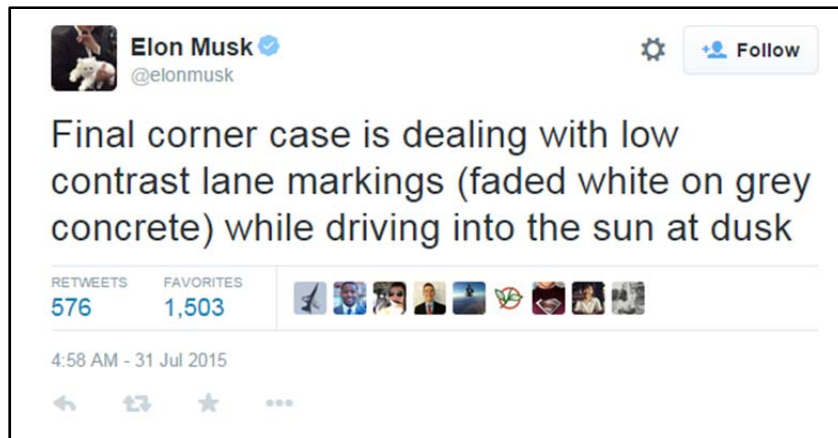 Elon Musk
@elonmusk
Follow
Final corner case is dealing with low
contrast lane markings (faded white on grey
concrete) while driving into the sun at dusk
RETWEETS FAVORITES
576 1,503
4:58 AM - 31 Jul 2015